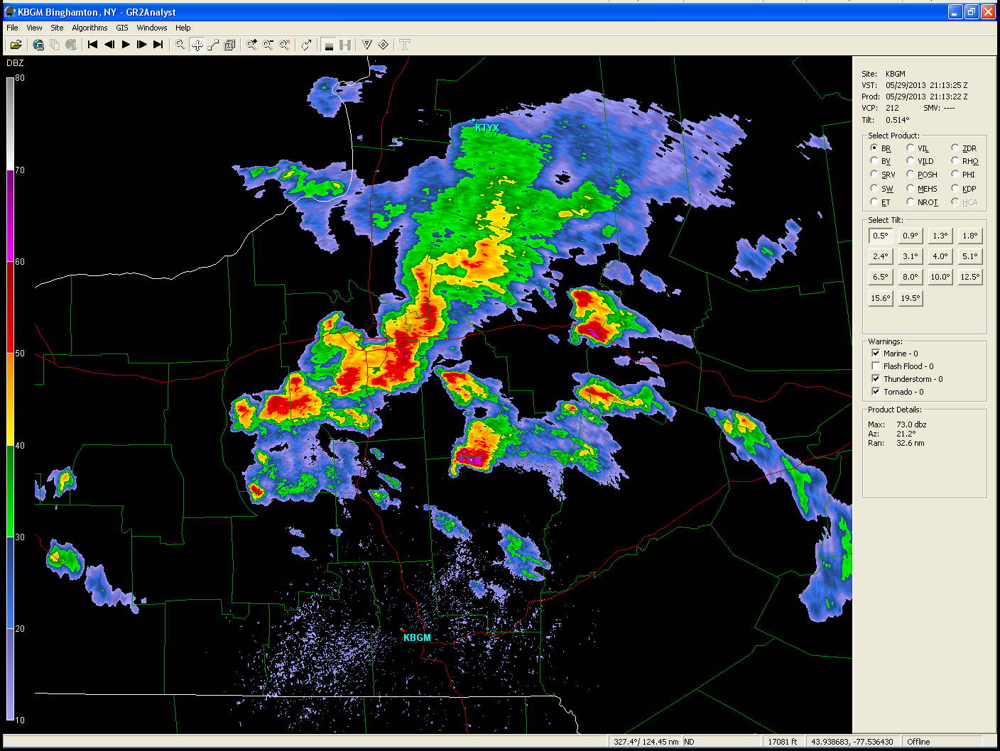 KBGM Binghamton, NY - GR2Analyst
File View Site Algorithms GIS Windows Help
DBZ
80
70
60
50
40
30
20
10
KTYX
KBGM
Site: KBGM
VST: 05/29/2013 21:13:25 Z
Prod: 05/29/2013 21:13:22 Z
VCP: 212 SMV: ----
Tilt: 0.514°
Select Product:
BR VIL ZDR
BV VILD RHO
SRV POSH PHI
SW MEHS KDP
ET NROT HCA
Select Tilt:
0.5° 0.9° 1.3° 1.8°
2.4° 3.1° 4.0° 5.1°
6.5° 8.0° 10.0° 12.5°
15.6° 19.5°
Warnings:
Marine - 0
Flash Flood - 0
Thunderstorm - 0
Tornado - 0
Product Details:
Max: 73.0 dbz
Az: 21.2°
Ran: 32.6 nm
327.4°/ 124.45 nm ND 17081 ft 43.938683, -77.536430 Offline